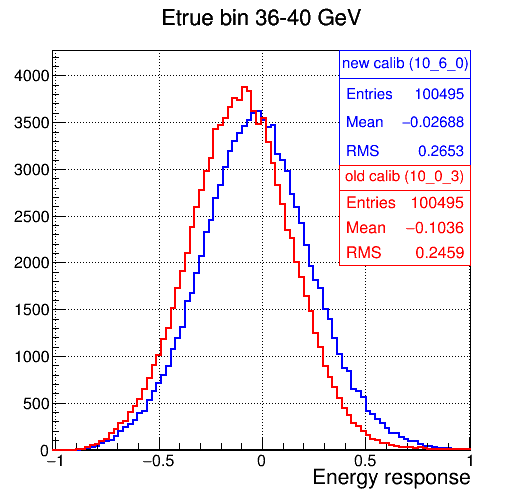 Etrue bin 36-40 GeV
new calib (10_6_0)
Entries 100495
Mean −0.02688
RMS 0.2653
old calib (10_0_3)
Entries 100495
Mean −0.1036
RMS 0.2459
4000
3500
3000
2500
2000
1500
1000
500
0
−1 −0.5 0 0.5 1
Energy response